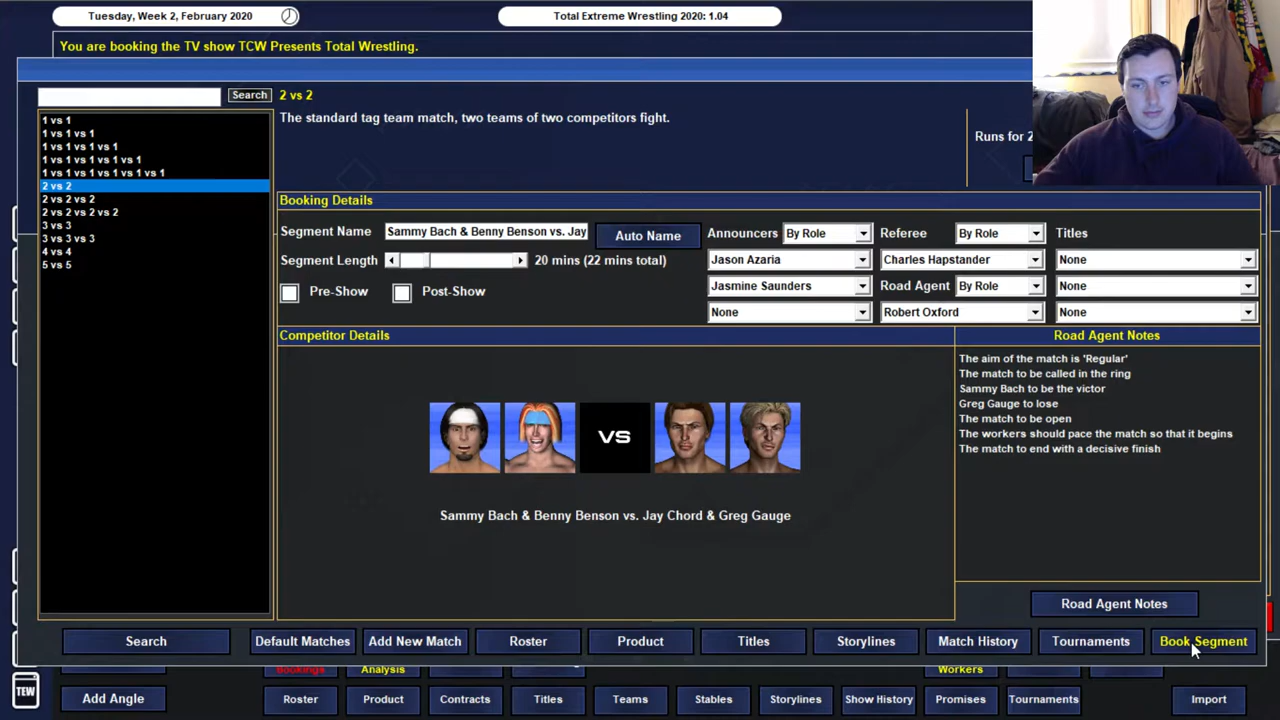 Tuesday, Week 2, February 2020
Total Extreme Wrestling 2020: 1.04
You are booking the TV show TCW Presents Total Wrestling.
Search
2 vs 2
The standard tag team match, two teams of two competitors fight.
Runs for 2
1 vs 1
1 vs 1 vs 1
1 vs 1 vs 1 vs 1
1 vs 1 vs 1 vs 1 vs 1
1 vs 1 vs 1 vs 1 vs 1 vs 1
2 vs 2
2 vs 2 vs 2
2 vs 2 vs 2 vs 2
3 vs 3
3 vs 3 vs 3
4 vs 4
5 vs 5
Booking Details
Segment Name Sammy Bach & Benny Benson vs. Jay Auto Name Announcers By Role Referee By Role Titles
Segment Length 20 mins (22 mins total) Jason Azaria Charles Hapstander None
Pre-Show Post-Show Jasmine Saunders Road Agent By Role None
None Robert Oxford None
Competitor Details
VS
Sammy Bach & Benny Benson vs. Jay Chord & Greg Gauge
Road Agent Notes
The aim of the match is 'Regular'
The match to be called in the ring
Sammy Bach to be the victor
Greg Gauge to lose
The match to be open
The workers should pace the match so that it begins
The match to end with a decisive finish
Road Agent Notes
Search Default Matches Add New Match Roster Product Titles Storylines Match History Tournaments Book Segment
Bookings Analysis Workers
TEW Add Angle Roster Product Contracts Titles Teams Stables Storylines Show History Promises Tournaments Import